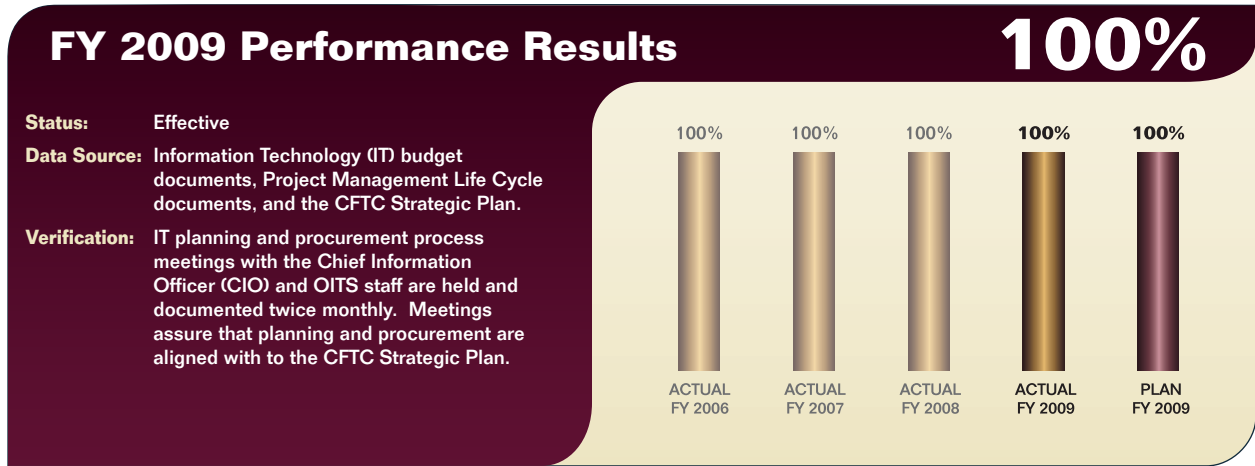 FY 2009 Performance Results
100%
Status: Effective
Data Source: Information Technology (IT) budget
documents, Project Management Life Cycle
documents, and the CFTC Strategic Plan.
Verification: IT planning and procurement process
meetings with the Chief Information
Officer (CIO) and OITS staff are held and
documented twice monthly.  Meetings
assure that planning and procurement are
aligned with to the CFTC Strategic Plan.
100% 100% 100% 100% 100%
ACTUAL ACTUAL ACTUAL ACTUAL PLAN
FY 2006 FY 2007 FY 2008 FY 2009 FY 2009